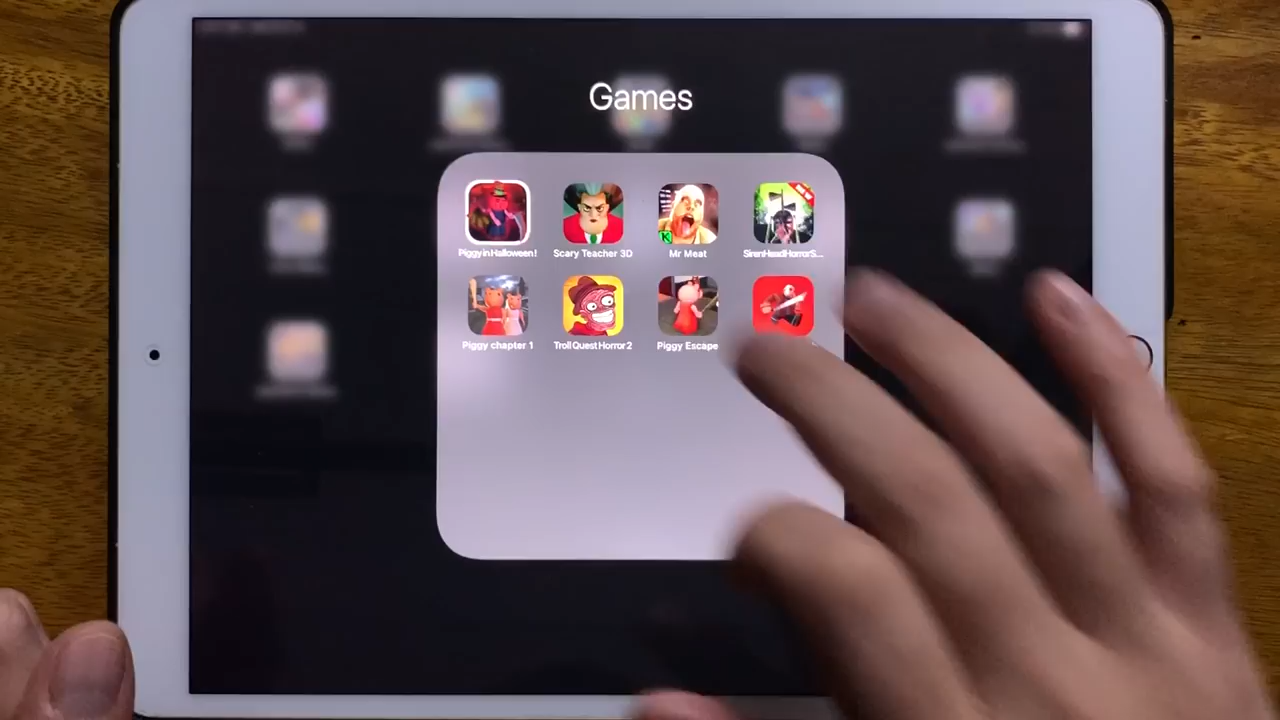 Games
Piggy in Halloween!
Scary Teacher 3D
Mr Meat
SirenHeadHorrorS...
Piggy chapter 1
Troll Quest Horror 2
Piggy Escape